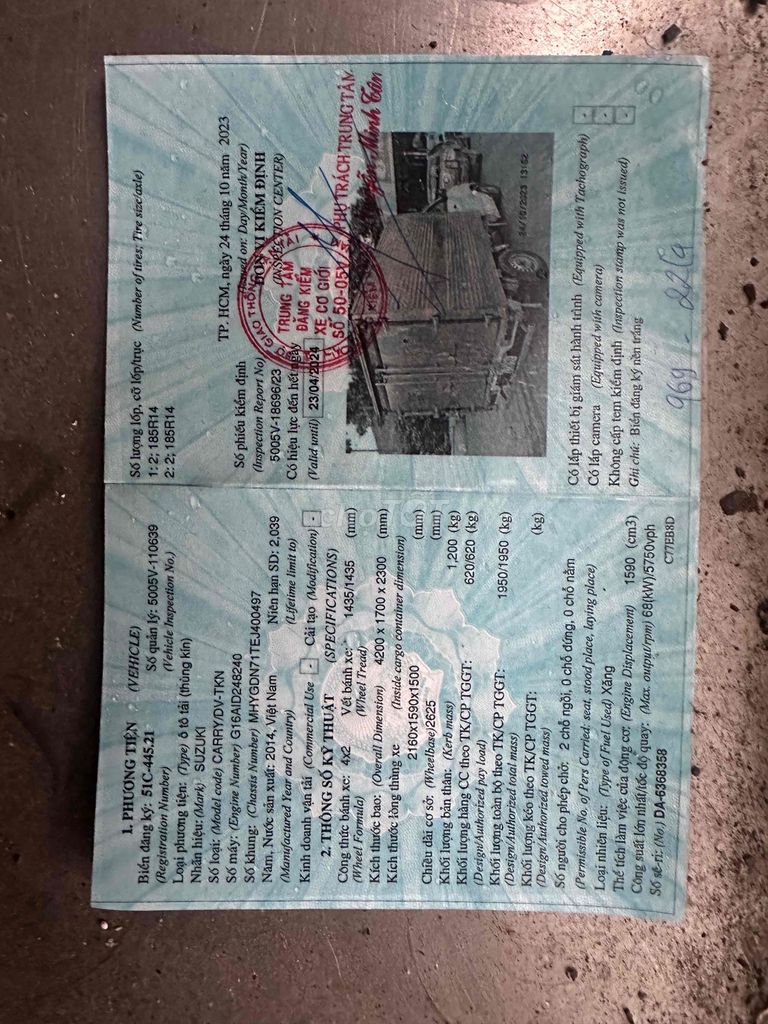 1. PHƯƠNG TIỆN (VEHICLE)
Biển đăng ký: 51C-445.21 Số quản lý: 5005V-110639
(Registration Number) (Vehicle Inspection No.)
Loại phương tiện: (Type) ô tô tải (thùng kín)
Nhãn hiệu: (Mark) SUZUKI
Số loại: (Model code) CARRY/DV-TKN
Số máy: (Engine Number) G16AID248240
Số khung: (Chassis Number) MHYGDN71TEJ400497
Năm, Nước sản xuất: 2014, Việt Nam Niên hạn SD: 2.039
(Manufactured Year and Country) (Lifetime limit to)
Kinh doanh vận tải (Commercial Use) - Cải tạo (Modification) -
2. THÔNG SỐ KỸ THUẬT (SPECIFICATIONS)
Công thức bánh xe: 4x2 Vết bánh xe: 1435/1435 (mm)
(Wheel Formula) (Wheel Tread)
Kích thước bao: (Overall Dimension) 4200 x 1700 x 2300 (mm)
Kích thước lòng thùng xe (Inside cargo container dimension)
2160x1590x1500 (mm)
Chiều dài cơ sở: (Wheelbase) 2625 (mm)
Khối lượng bản thân: (Kerb mass) 1,200 (kg)
Khối lượng hàng CC theo TK/CP TGGT: 620/620 (kg)
(Design/Authorized pay load)
Khối lượng toàn bộ theo TK/CP TGGT: 1950/1950 (kg)
(Design/Authorized total mass)
Khối lượng kéo theo TK/CP TGGT: (kg)
(Design/Authorized towed mass)
Số người cho phép chở: 2 chỗ ngồi, 0 chỗ đứng, 0 chỗ nằm
(Permissible No. of Pers Carried: seat, stood place, laying place)
Loại nhiên liệu: (Type of Fuel Used) Xăng
Thể tích làm việc của động cơ: (Engine Displacement) 1590 (cm3)
Công suất lớn nhất/tốc độ quay: (Max. output/rpm) 68(kW)/5750vph
Số sê-ri: (No.) DA-6368358 C77EB8D
Số lượng lốp, cỡ lốp/trục (Number of tires; Tire size/axle)
1: 2; 185R14
2: 2; 185R14
TP. HCM, ngày 24 tháng 10 năm 2023
Số phiếu kiểm định (Issued on: Day/Month/Year)
(Inspection Report No) ĐƠN VỊ KIỂM ĐỊNH
5005V-18696/23 (INSPECTION CENTER)
Có hiệu lực đến hết ngày
(Valid until) 23/04/2024
GIAO THÔNG VẬN TẢI
TRUNG TÂM
ĐĂNG KIỂM
XE CƠ GIỚI
SỐ 50-05V
PHỤ TRÁCH TRUNG TÂM
Minh Tân
24/10/2023 13:52
Có lắp thiết bị giám sát hành trình (Equipped with Tachograph) -
Có lắp camera (Equipped with camera) -
Không cấp tem kiểm định (Inspection stamp was not issued) -
Ghi chú: Biển đăng ký nền trắng
chợTỐT